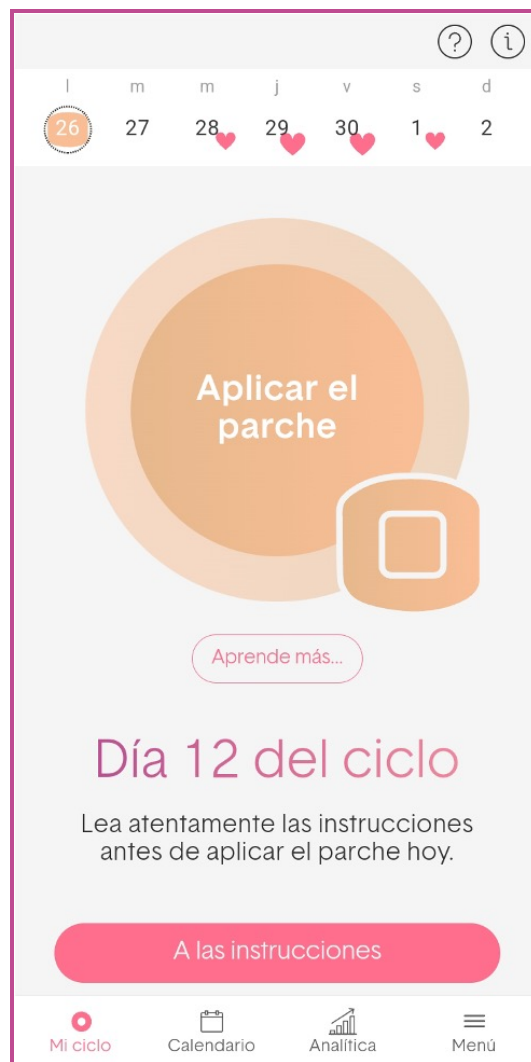 ? i
l m m j v s d
26 27 28 29 30 1 2
Aplicar el
parche
Aprende más...
Día 12 del ciclo
Lea atentamente las instrucciones
antes de aplicar el parche hoy.
A las instrucciones
Mi ciclo Calendario Analítica Menú